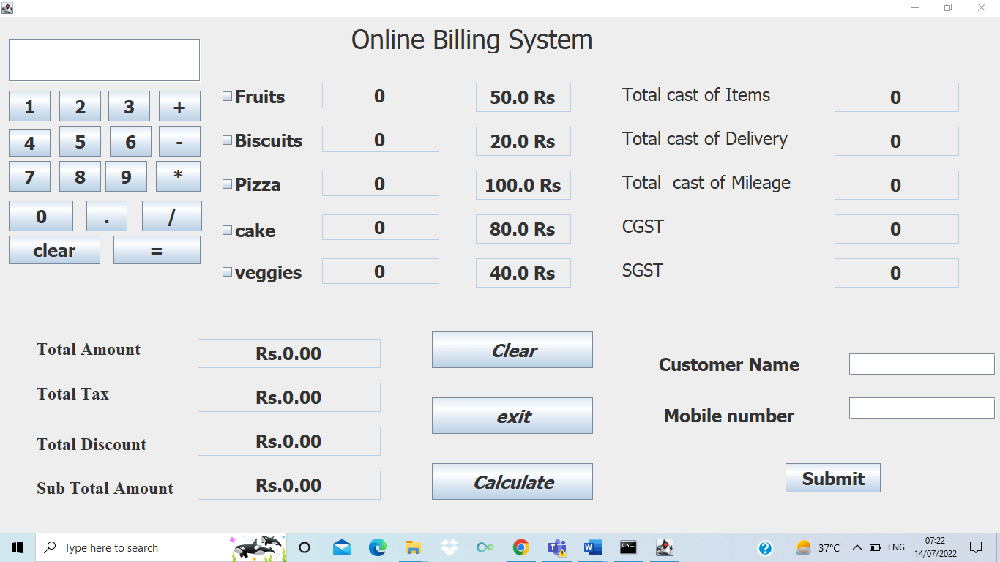 Online Billing System
1 2 3 +
4 5 6 -
7 8 9 *
0 . /
clear =
Fruits 0 50.0 Rs
Biscuits 0 20.0 Rs
Pizza 0 100.0 Rs
cake 0 80.0 Rs
veggies 0 40.0 Rs
Total cast of Items 0
Total cast of Delivery 0
Total cast of Mileage 0
CGST 0
SGST 0
Total Amount Rs.0.00
Total Tax Rs.0.00
Total Discount Rs.0.00
Sub Total Amount Rs.0.00
Clear
exit
Calculate
Customer Name
Mobile number
Submit
Type here to search
37°C
ENG
07:22
14/07/2022